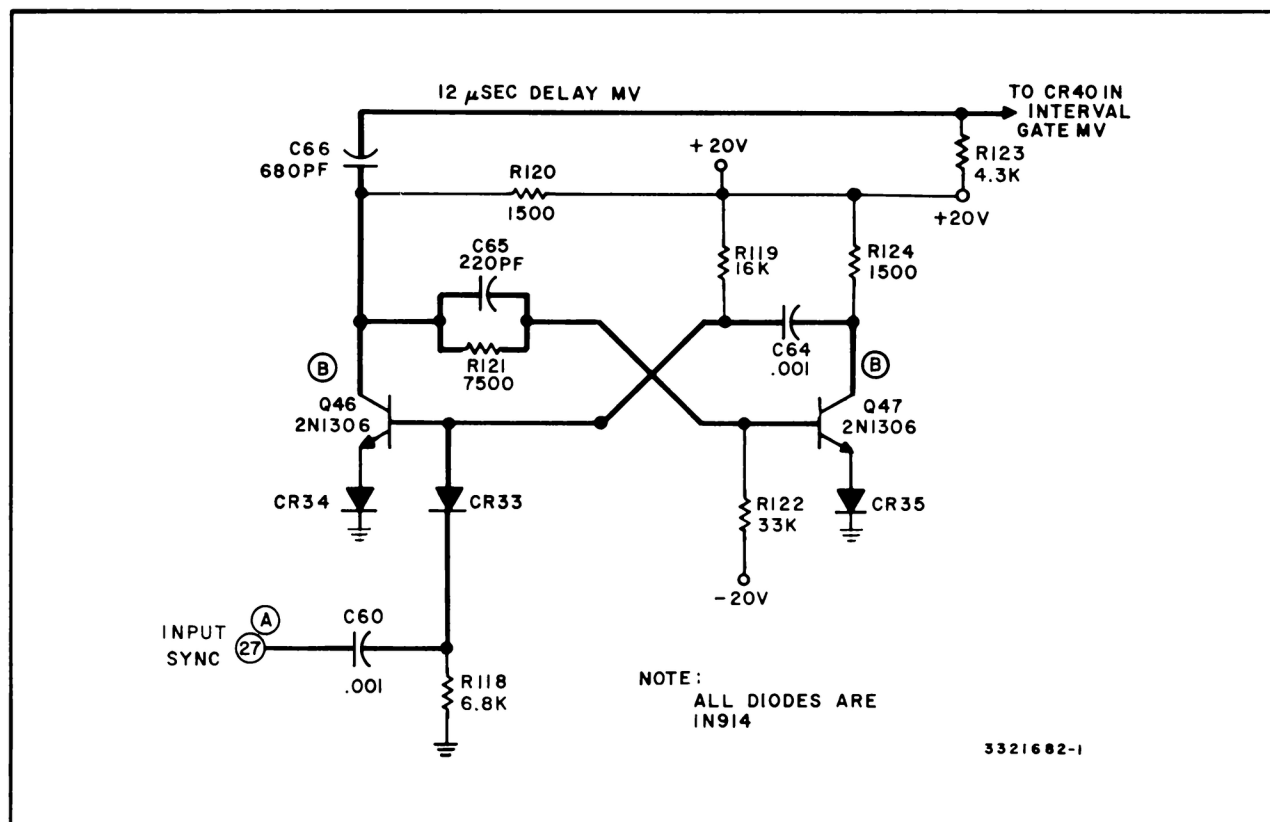 12 μSEC DELAY MV
TO CR40 IN
INTERVAL
GATE MV
C66
680PF
+20V
R123
4.3K
R120
1500
+20V
C65
220PF
R119
16K
R124
1500
R121
7500
C64
.001
B
B
Q46
2N1306
Q47
2N1306
CR34
CR33
R122
33K
CR35
-20V
A
C60
INPUT
SYNC
27
.001
R118
6.8K
NOTE:
ALL DIODES ARE
IN914
3321682-1